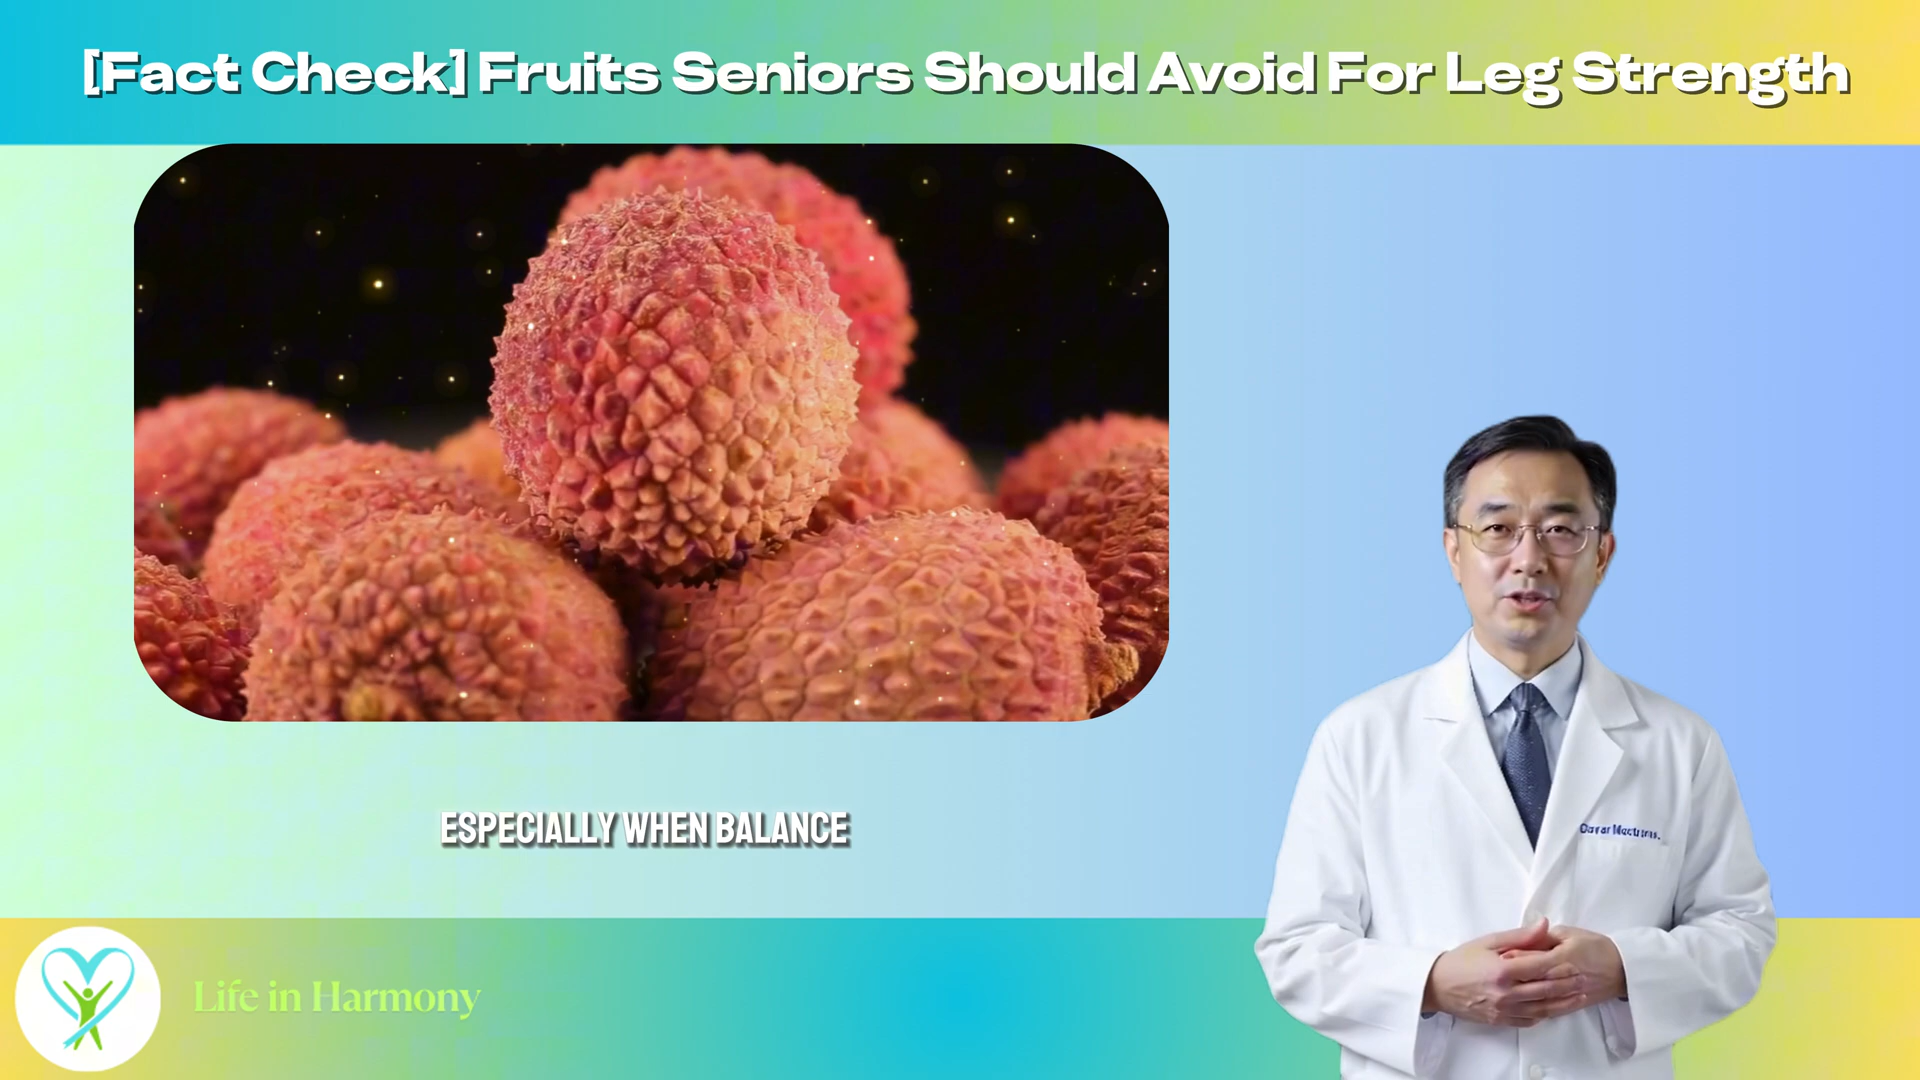 [Fact Check] Fruits Seniors Should Avoid For Leg Strength
ESPECIALLY WHEN BALANCE
Life in Harmony